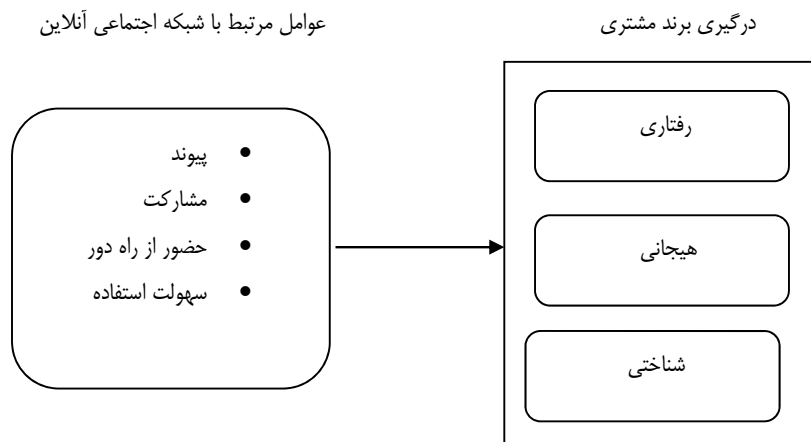 درگیری برند مشتری
رفتاری
هیجانی
شناختی
عوامل مرتبط با شبکه اجتماعی آنلاین
• پیوند
• مشارکت
• حضور از راه دور
• سهولت استفاده